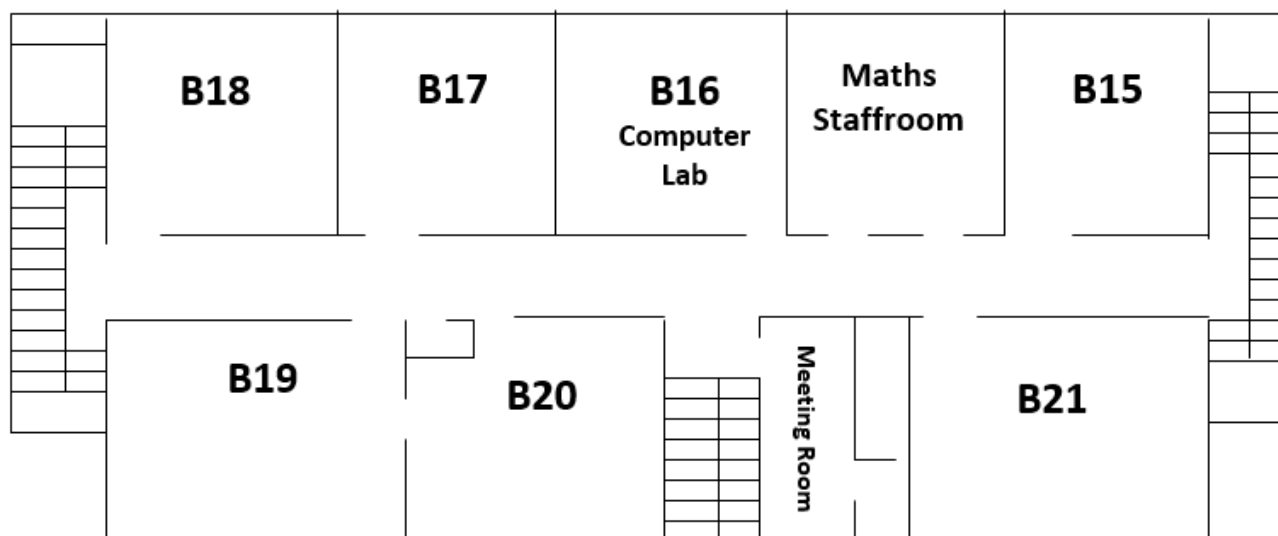 B18
B17
B16
Computer
Lab
Maths
Staffroom
B15
B19
B20
Meeting Room
B21